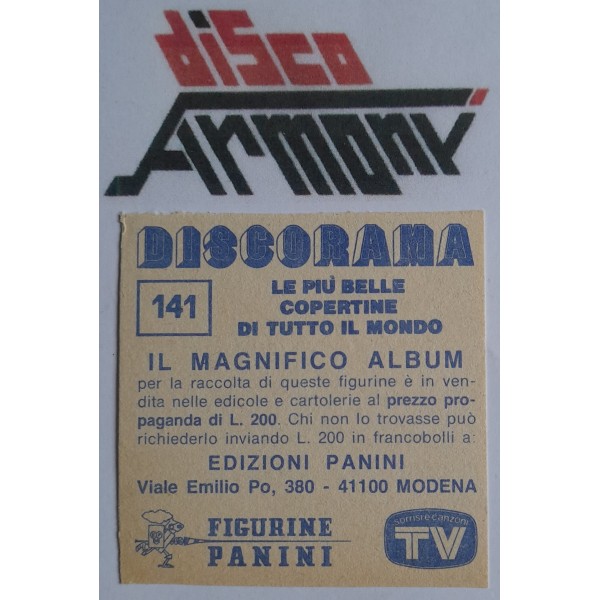 disco
Armony
DISCORAMA
141
LE PIÙ BELLE
COPERTINE
DI TUTTO IL MONDO
IL MAGNIFICO ALBUM
per la raccolta di queste figurine è in ven-
dita nelle edicole e cartolerie al prezzo pro-
paganda di L. 200. Chi non lo trovasse può
richiederlo inviando L. 200 in francobolli a:
EDIZIONI PANINI
Viale Emilio Po, 380 - 41100 MODENA
FIGURINE
PANINI
sorrisi e canzoni
TV